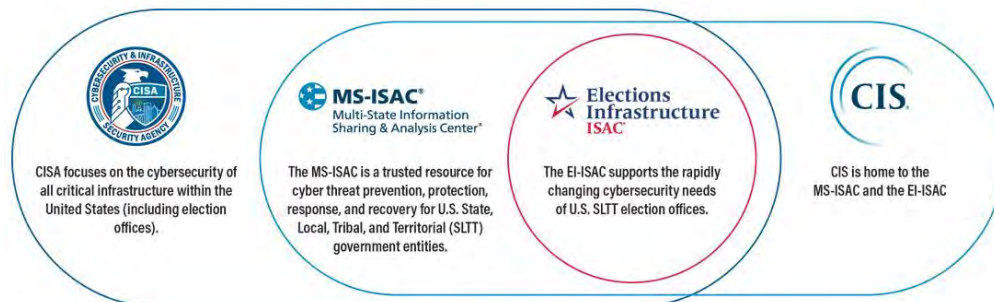 CYBERSECURITY & INFRASTRUCTURE
CISA
SECURITY AGENCY
CISA focuses on the cybersecurity of
all critical infrastructure within the
United States (including election
offices).
MS-ISAC®
Multi-State Information
Sharing & Analysis Center®
The MS-ISAC is a trusted resource for
cyber threat prevention, protection,
response, and recovery for U.S. State,
Local, Tribal, and Territorial (SLTT)
government entities.
Elections
Infrastructure
ISAC®
The EI-ISAC supports the rapidly
changing cybersecurity needs
of U.S. SLTT election offices.
CIS®
CIS is home to the
MS-ISAC and the EI-ISAC